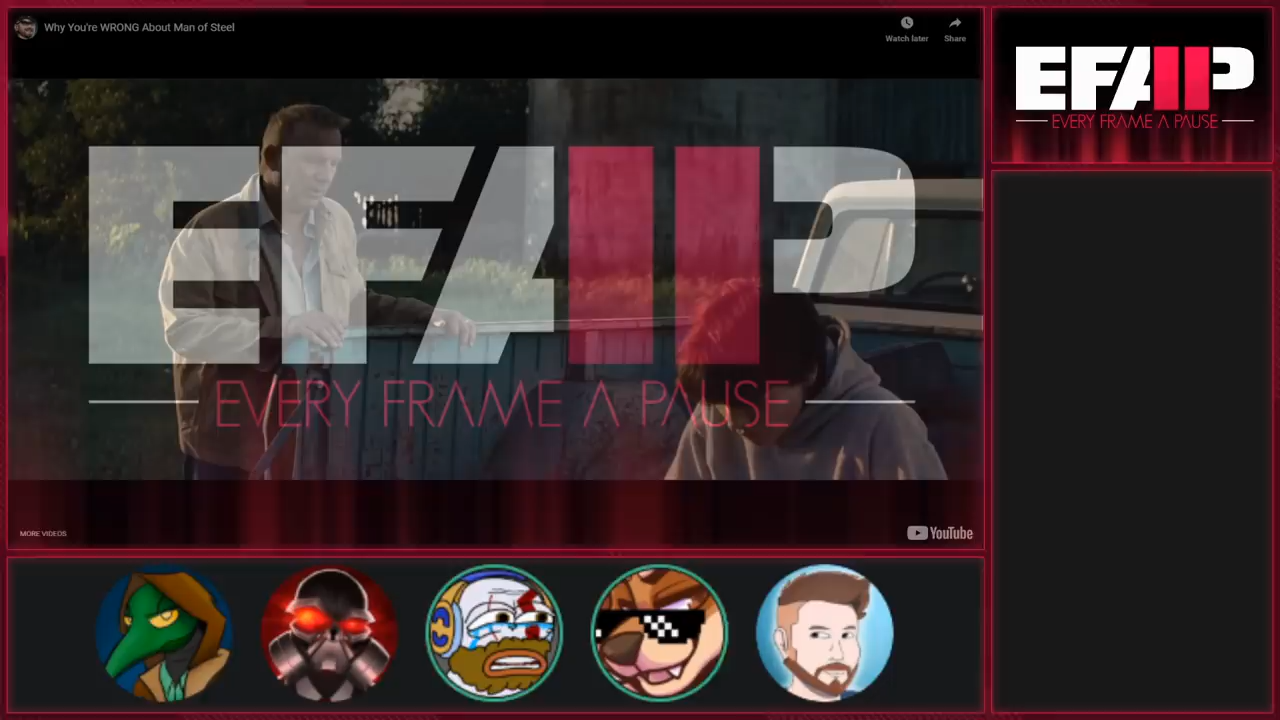 Why You're WRONG About Man of Steel
Watch later
Share
EFAP
EVERY FRAME A PAUSE
EFAP
EVERY FRAME A PAUSE
MORE VIDEOS
YouTube